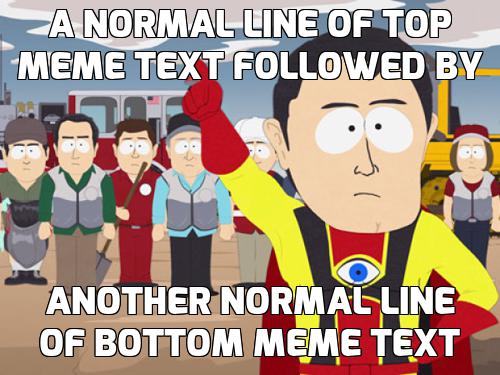 A NORMAL LINE OF TOP
MEME TEXT FOLLOWED BY
ANOTHER NORMAL LINE
OF BOTTOM MEME TEXT